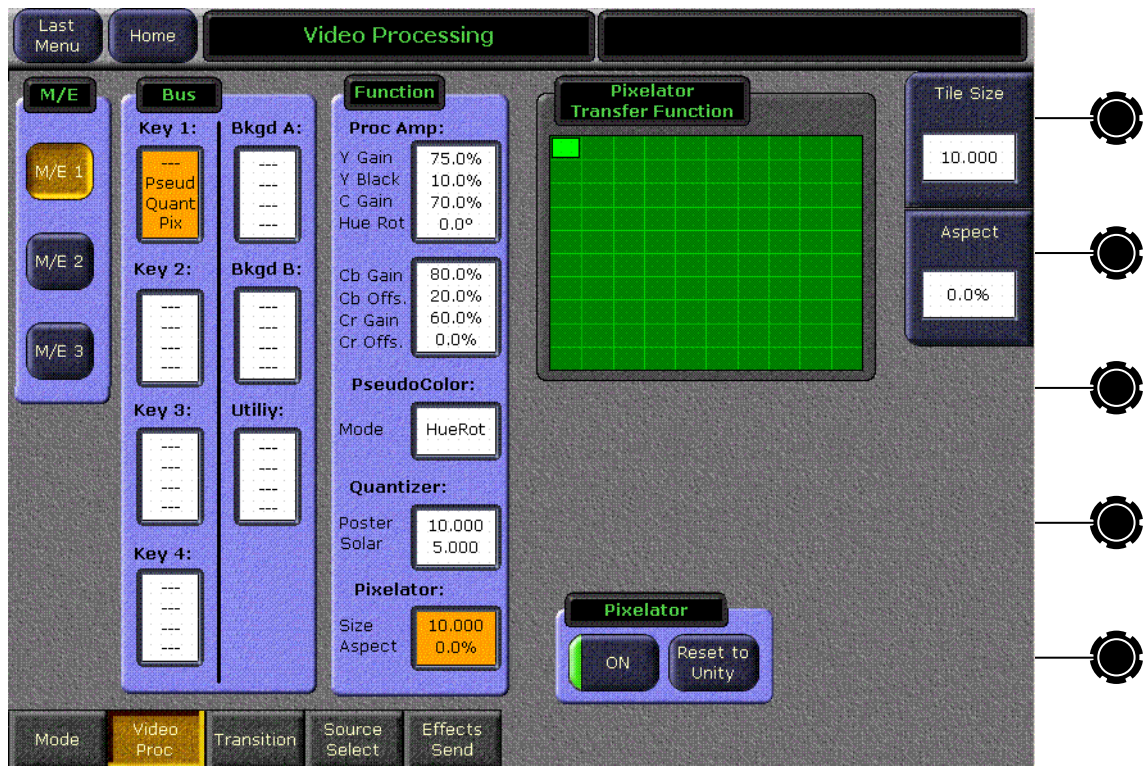 Last
Menu
Home
Video Processing
M/E
M/E 1
M/E 2
M/E 3
Bus
Key 1:
---
Pseud
Quant
Pix
Bkgd A:
---
---
---
---
Key 2:
---
---
---
---
Bkgd B:
---
---
---
---
Key 3:
---
---
---
---
Utiliy:
---
---
---
---
Key 4:
---
---
---
---
Function
Proc Amp:
Y Gain 75.0%
Y Black 10.0%
C Gain 70.0%
Hue Rot 0.0º
Cb Gain 80.0%
Cb Offs. 20.0%
Cr Gain 60.0%
Cr Offs. 0.0%
PseudoColor:
Mode HueRot
Quantizer:
Poster 10.000
Solar 5.000
Pixelator:
Size 10.000
Aspect 0.0%
Pixelator
Transfer Function
Pixelator
ON
Reset to
Unity
Tile Size
10.000
Aspect
0.0%
Mode
Video
Proc
Transition
Source
Select
Effects
Send